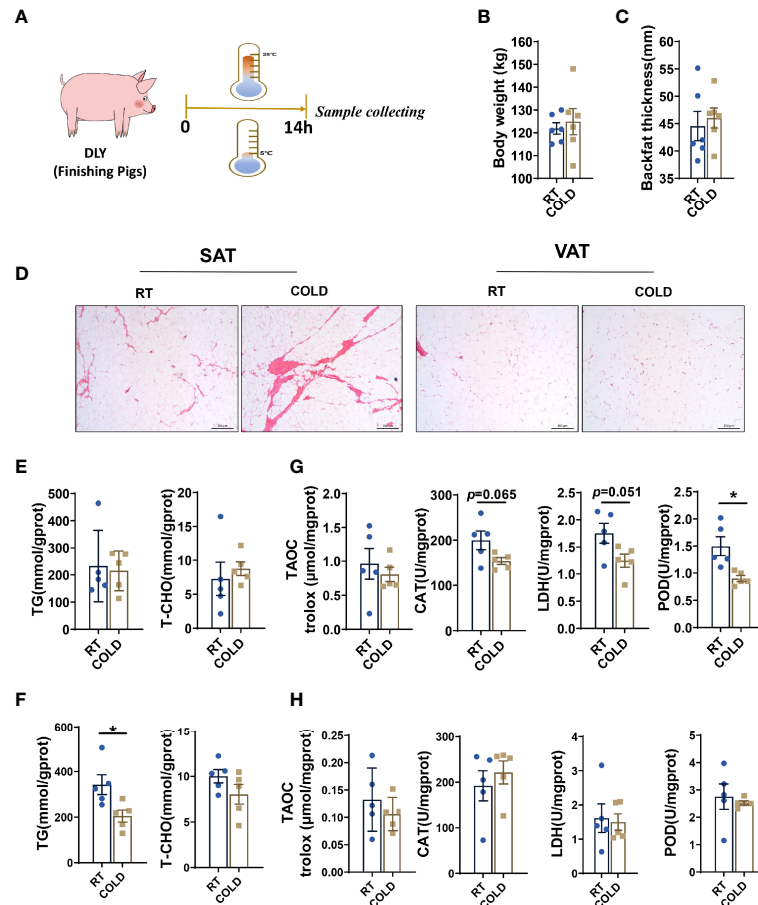 A
25°C
0
14h
Sample collecting
5°C
DLY
(Finishing Pigs)
B
Body weight (kg)
160
150
140
130
120
110
100
RT
COLD
C
Backfat thickness(mm)
60
55
50
45
40
35
RT
COLD
D
SAT
VAT
RT
COLD
RT
COLD
E
TG(mmol/gprot)
500
400
300
200
100
0
RT
COLD
T-CHO(mmol/gprot)
20
15
10
5
0
RT
COLD
G
TAOC
trolox (μmol/mgprot)
2.0
1.5
1.0
0.5
0.0
RT
COLD
CAT(U/mgprot)
300
200
100
0
p=0.065
RT
COLD
LDH(U/mgprot)
2.5
2.0
1.5
1.0
0.5
0.0
p=0.051
RT
COLD
POD(U/mgprot)
2.5
2.0
1.5
1.0
0.5
0.0
*
RT
COLD
F
TG(mmol/gprot)
600
400
200
0
*
RT
COLD
T-CHO(mmol/gprot)
15
10
5
0
RT
COLD
H
TAOC
trolox (μmol/mgprot)
0.25
0.20
0.15
0.10
0.05
0.00
RT
COLD
CAT(U/mgprot)
300
200
100
0
RT
COLD
LDH(U/mgprot)
5
4
3
2
1
0
RT
COLD
POD(U/mgprot)
5
4
3
2
1
0
RT
COLD